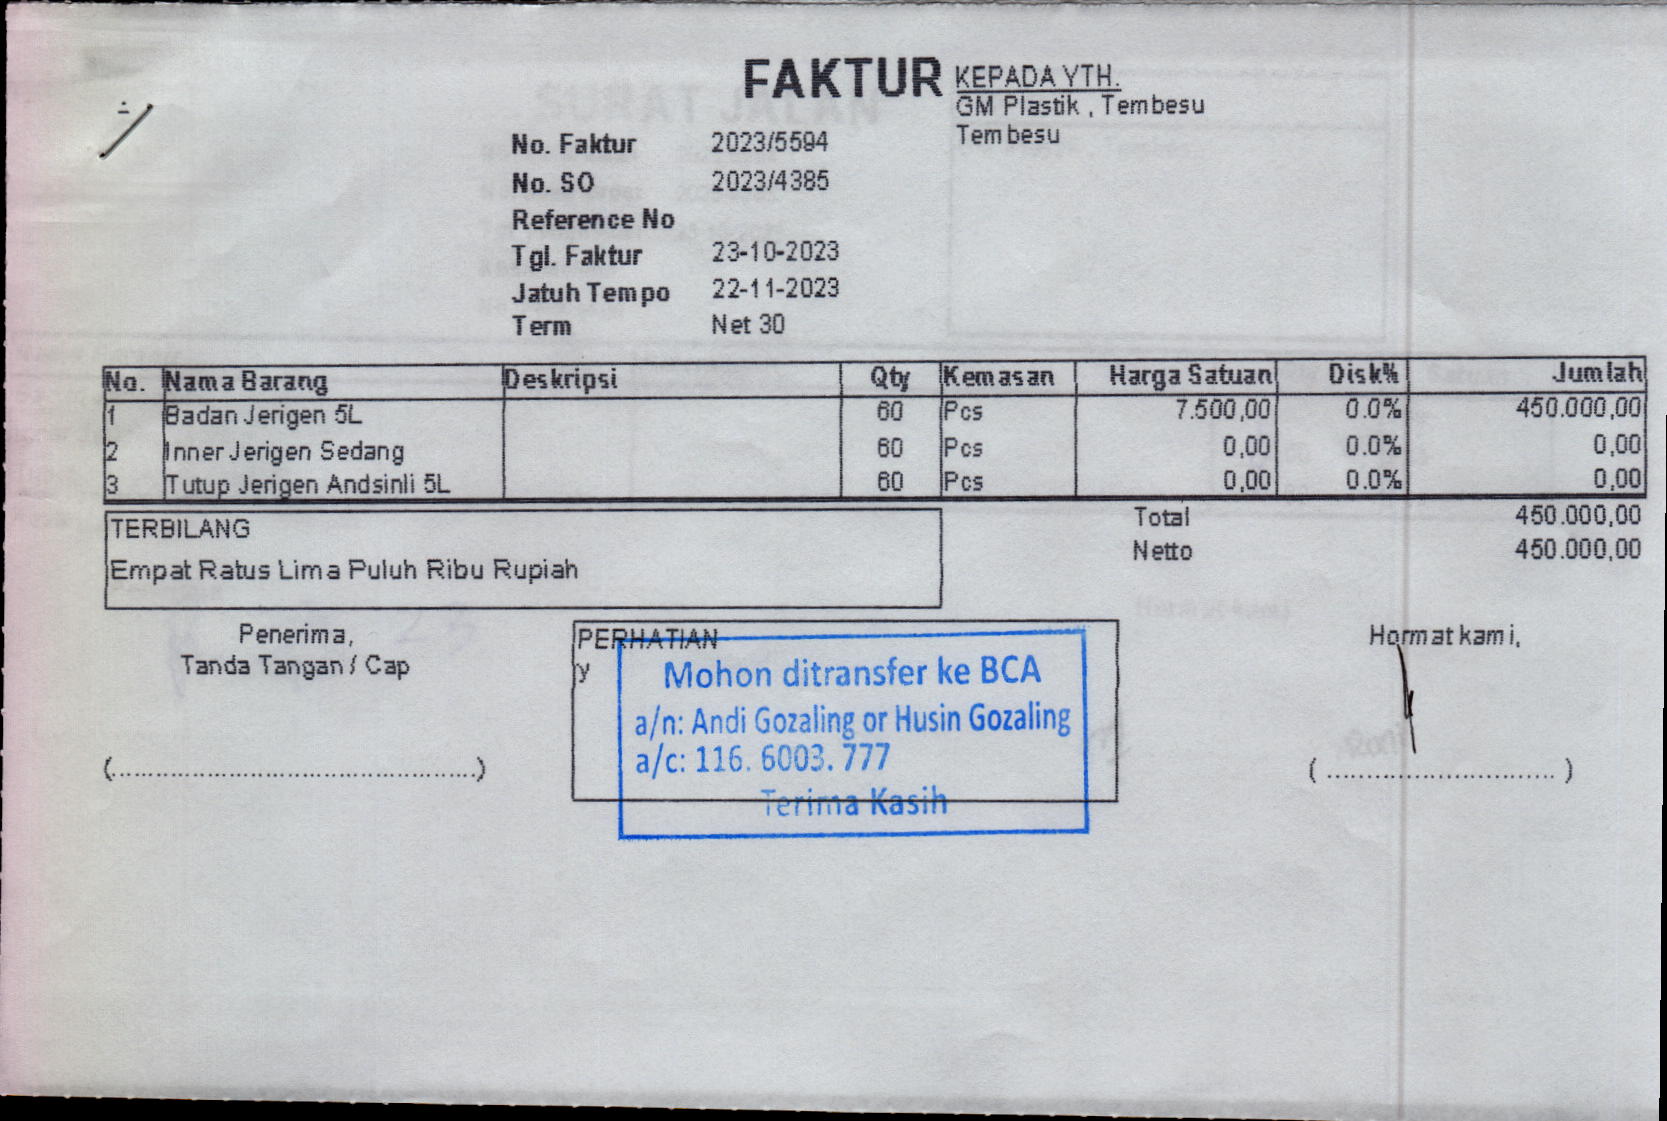 FAKTUR
KEPADA YTH.
GM Plastik , Tembesu
Tembesu
No. Faktur 2023/5594
No. SO 2023/4385
Reference No
Tgl. Faktur 23-10-2023
Jatuh Tempo 22-11-2023
Term Net 30
No. Nama Barang Deskripsi Qty Kemasan Harga Satuan Disk% Jumlah
1 Badan Jerigen 5L 60 Pcs 7.500,00 0.0% 450.000,00
2 Inner Jerigen Sedang 60 Pcs 0,00 0.0% 0,00
3 Tutup Jerigen Andsinli 5L 60 Pcs 0,00 0.0% 0,00
Total 450.000,00
Netto 450.000,00
TERBILANG
Empat Ratus Lima Puluh Ribu Rupiah
Penerima,
Tanda Tangan / Cap
(................................................)
PERHATIAN
y
Mohon ditransfer ke BCA
a/n: Andi Gozaling or Husin Gozaling
a/c: 116. 6003. 777
Terima Kasih
Hormat kami,
( ............................. )